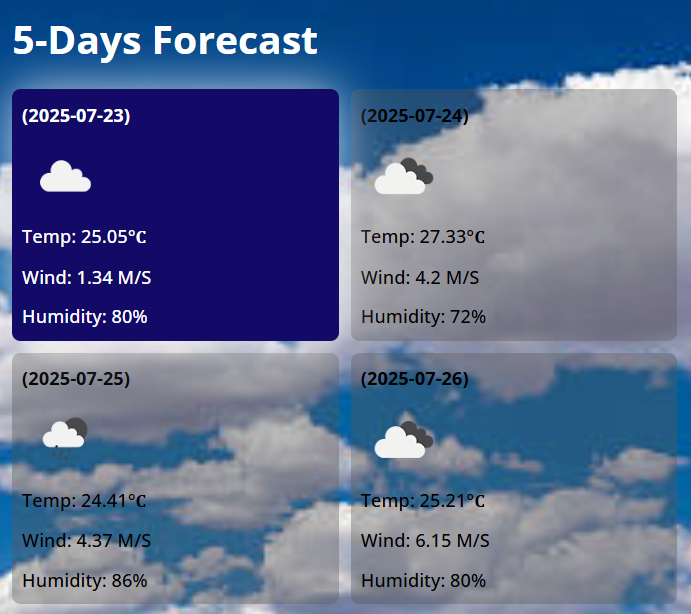 5-Days Forecast
(2025-07-23)
Temp: 25.05°C
Wind: 1.34 M/S
Humidity: 80%
(2025-07-24)
Temp: 27.33°C
Wind: 4.2 M/S
Humidity: 72%
(2025-07-25)
Temp: 24.41°C
Wind: 4.37 M/S
Humidity: 86%
(2025-07-26)
Temp: 25.21°C
Wind: 6.15 M/S
Humidity: 80%